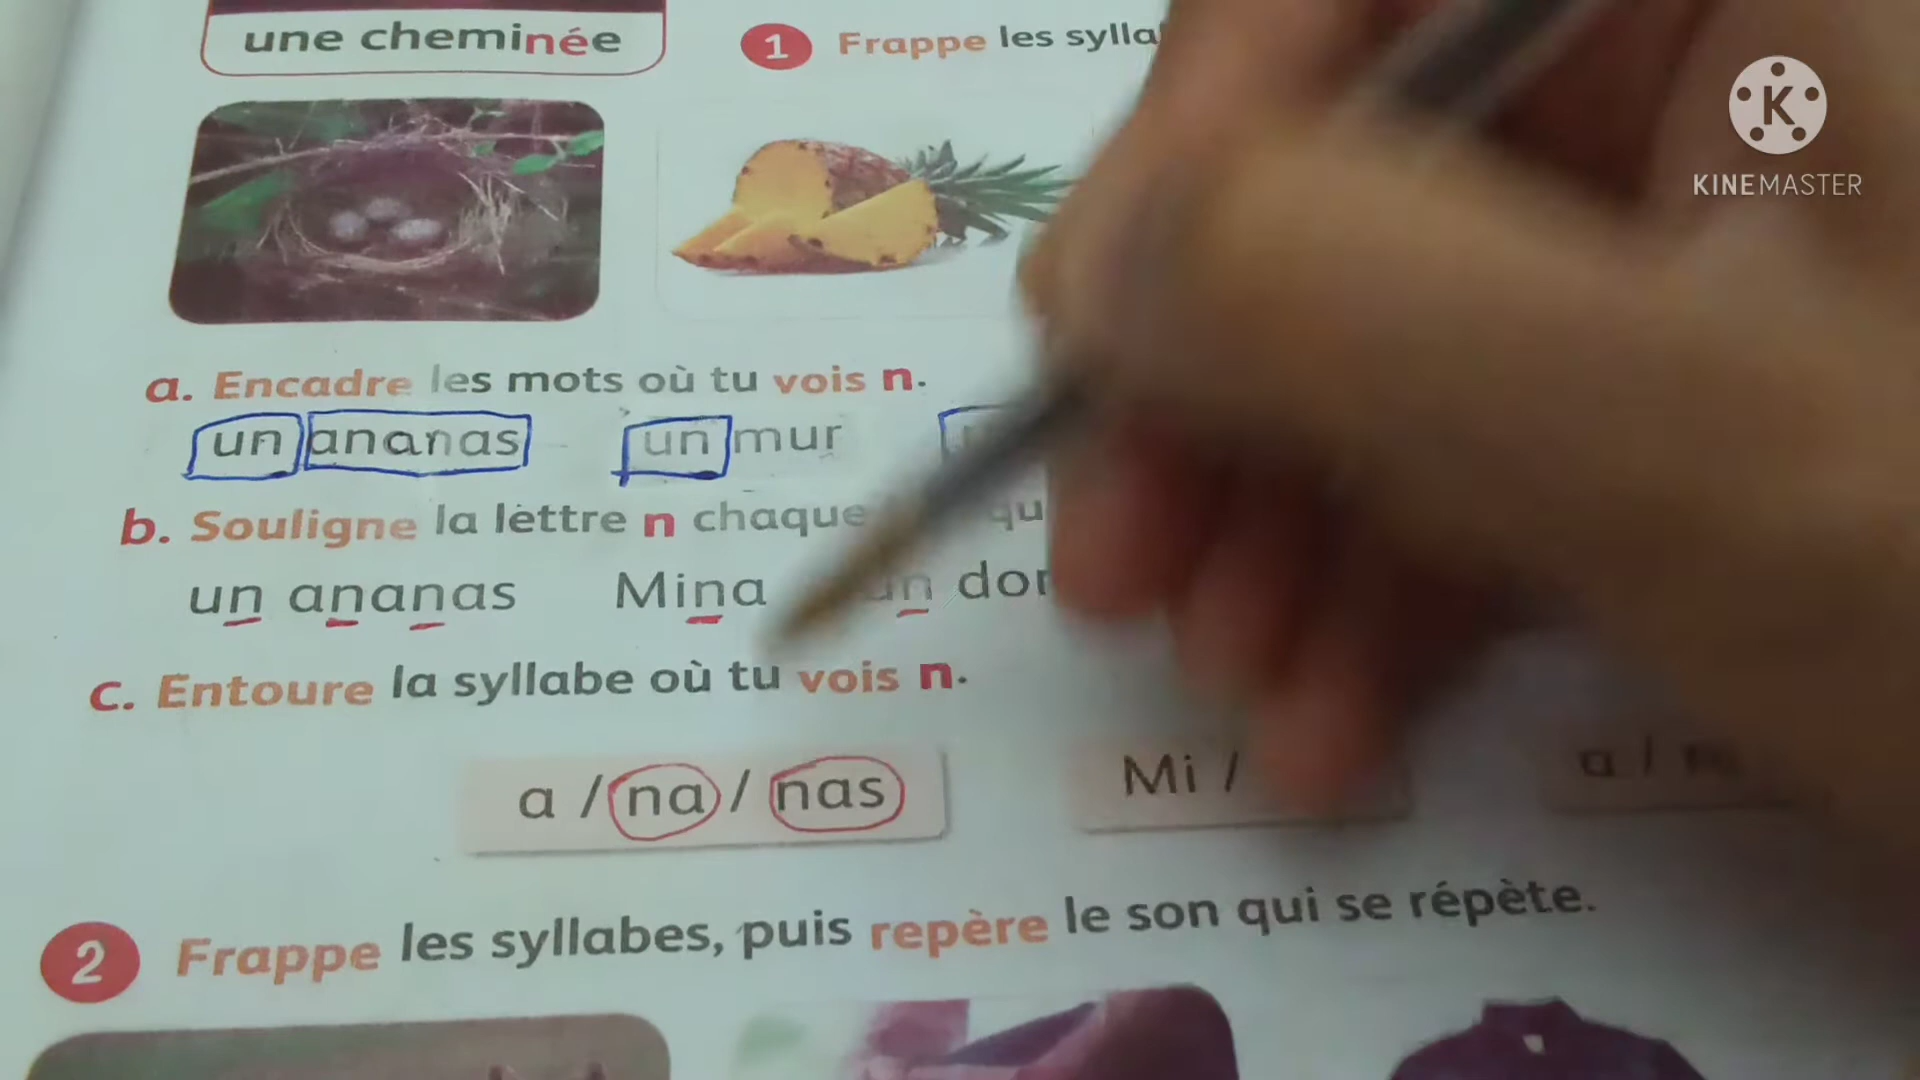 une cheminée
1 Frappe les
K
KINEMASTER
a. Encadre les mots où tu vois n.
un ananas un mur
b. Souligne la lettre n chaque
un ananas Mina un
c. Entoure la syllabe où tu vois n.
a / na / nas Mi / a /
2 Frappe les syllabes, puis repère le son qui se répète.